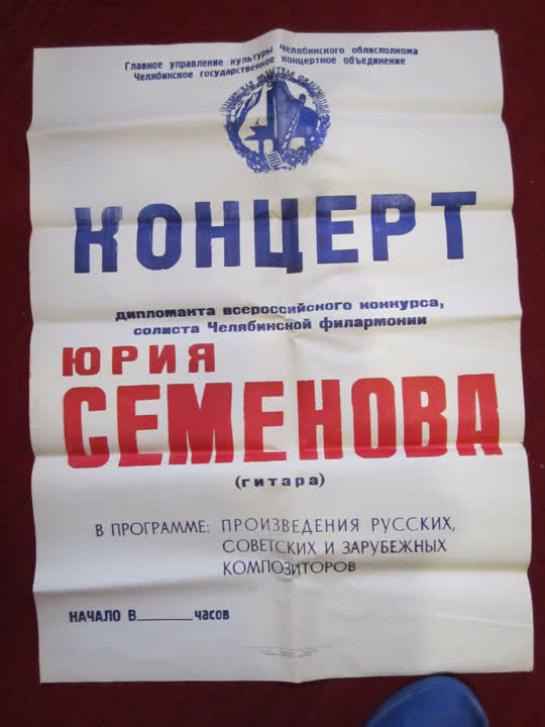 Главное управление культуры Челябинского облисполкома
Челябинское государственное концертное объединение
КОНЦЕРТ
дипломанта всероссийского конкурса,
солиста Челябинской филармонии
ЮРИЯ
СЕМЕНОВА
(гитара)
В ПРОГРАММЕ: ПРОИЗВЕДЕНИЯ РУССКИХ,
СОВЕТСКИХ И ЗАРУБЕЖНЫХ
КОМПОЗИТОРОВ
НАЧАЛО В______ часов